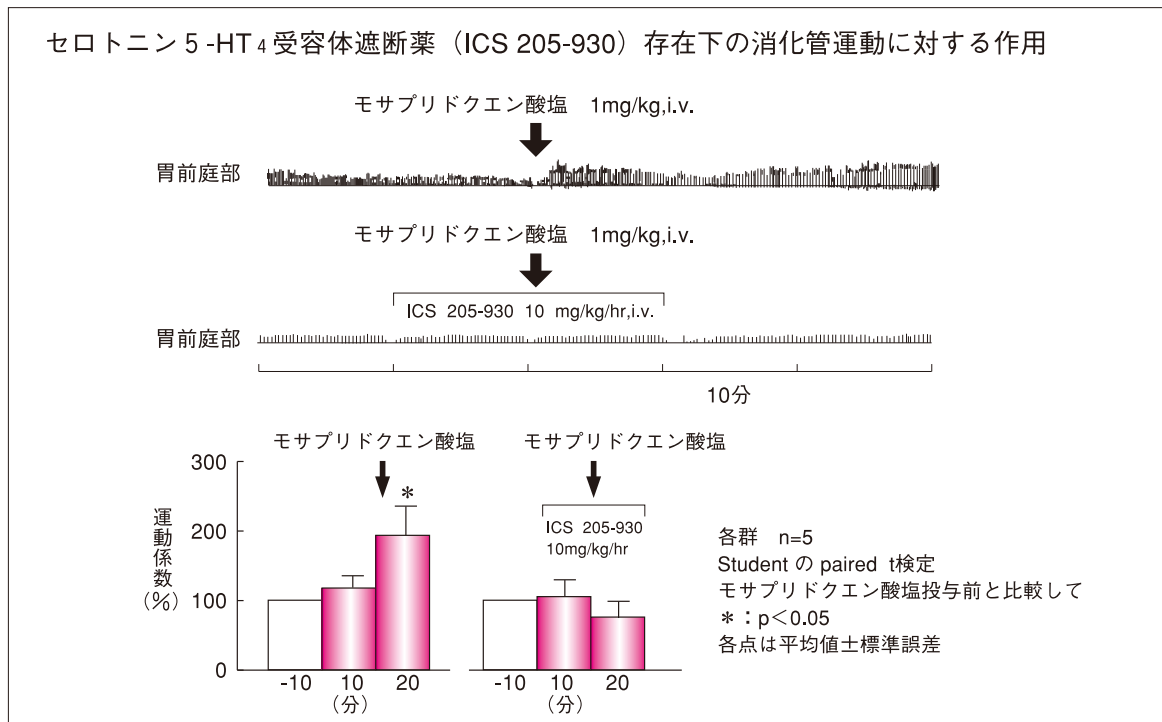 セロトニン5-HT4受容体遮断薬（ICS 205-930）存在下の消化管運動に対する作用
モサプリドクエン酸塩 1mg/kg,i.v.
胃前庭部
モサプリドクエン酸塩 1mg/kg,i.v.
ICS 205-930 10 mg/kg/hr,i.v.
胃前庭部
10分
モサプリドクエン酸塩
モサプリドクエン酸塩
運動係数（%）
300
200
100
0
*
ICS 205-930
10mg/kg/hr
-10 10 20
（分）
-10 10 20
（分）
各群 n=5
Student の paired t検定
モサプリドクエン酸塩投与前と比較して
*：p＜0.05
各点は平均値士標準誤差